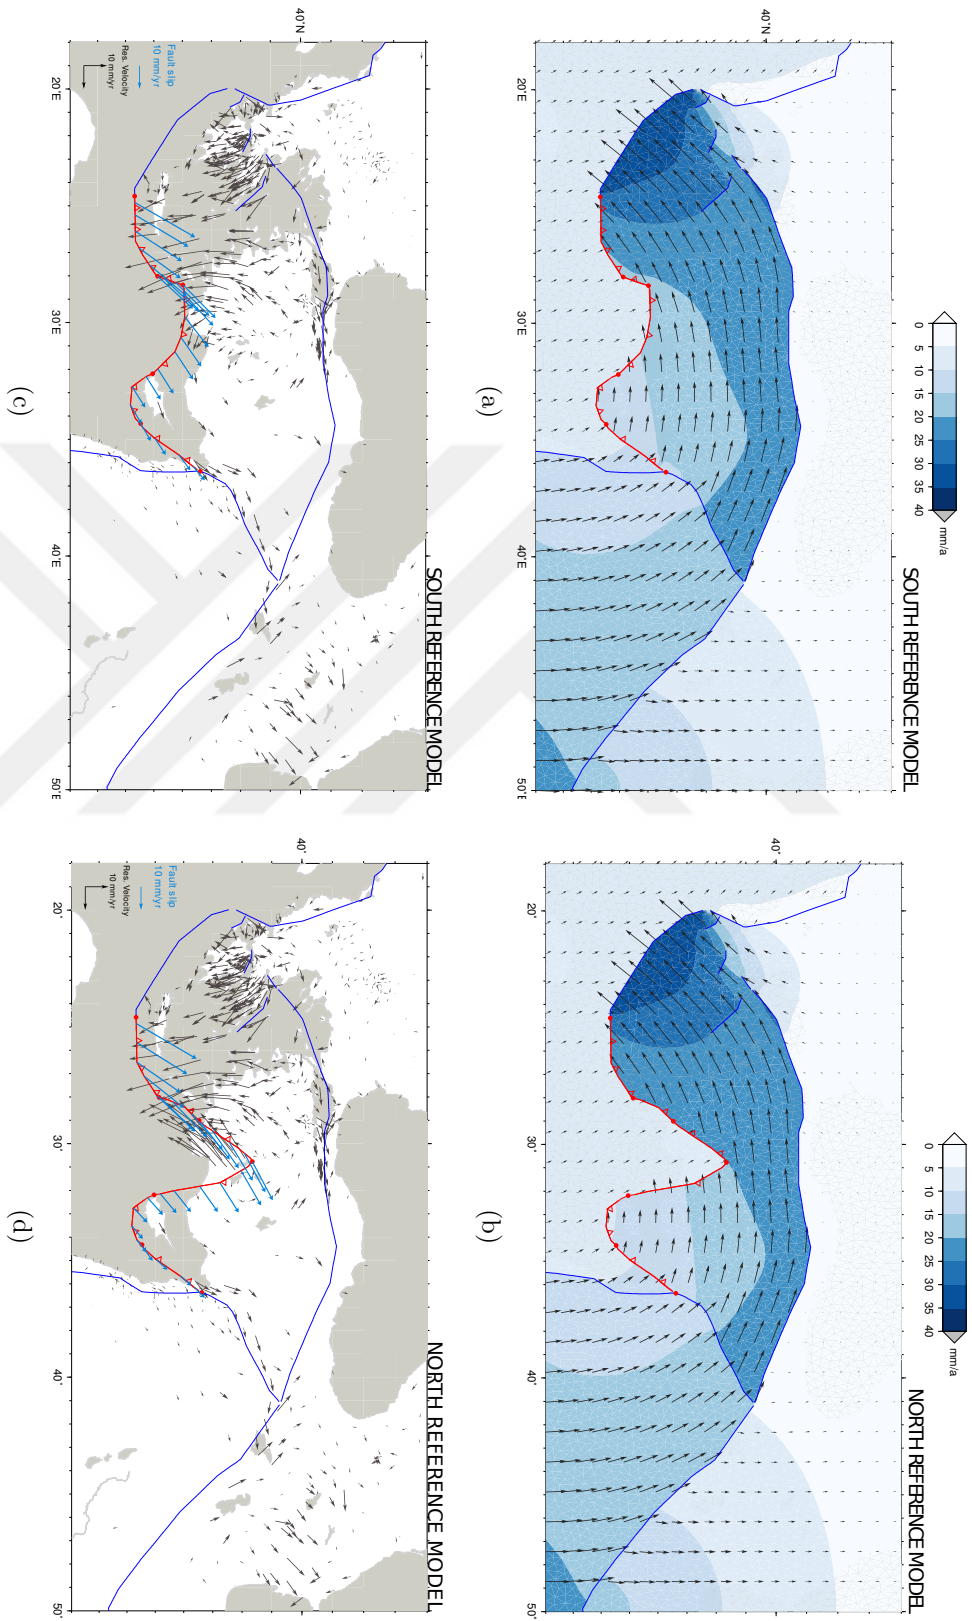 0 5 10 15 20 25 30 35 40 mm/a
SOUTH REFERENCE MODEL
40°N
20°E 30°E 40°E 50°E
(a)
0 5 10 15 20 25 30 35 40 mm/a
NORTH REFERENCE MODEL
40°
20° 30° 40° 50°
(b)
SOUTH REFERENCE MODEL
40°N
Fault slip
10 mm/yr
Res. Velocity
10 mm/yr
20°E 30°E 40°E 50°E
(c)
NORTH REFERENCE MODEL
40°
Fault slip
10 mm/yr
Res. Velocity
10 mm/yr
20° 30° 40° 50°
(d)